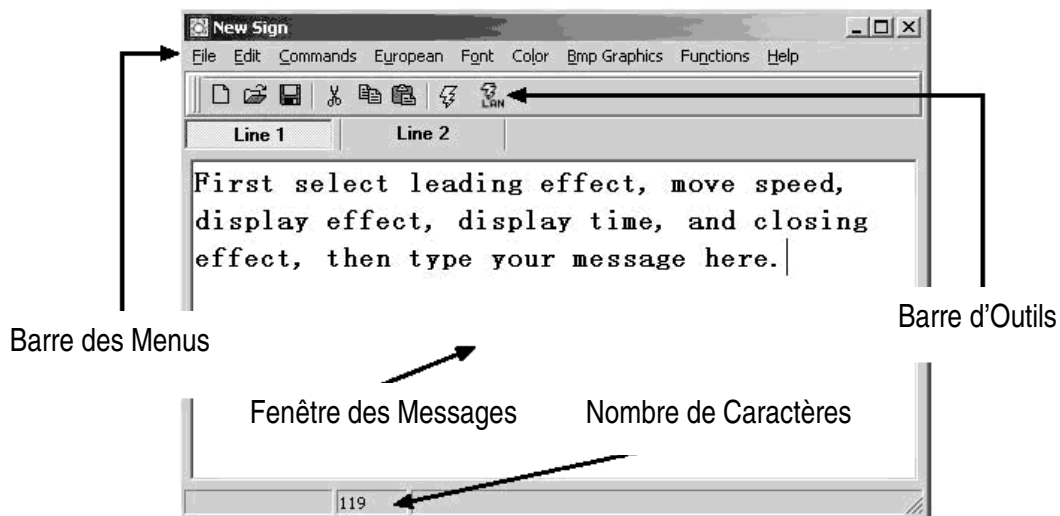 New Sign
File Edit Commands European Font Color Bmp Graphics Functions Help
LAN
Line 1 Line 2
First select leading effect, move speed,
display effect, display time, and closing
effect, then type your message here.
Barre d'Outils
Barre des Menus
Fenêtre des Messages Nombre de Caractères
119